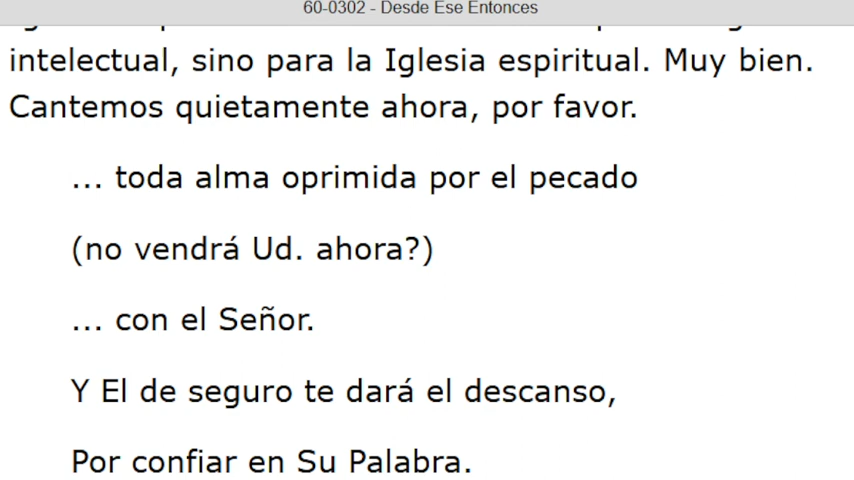 60-0302 - Desde Ese Entonces
intelectual, sino para la Iglesia espiritual. Muy bien.
Cantemos quietamente ahora, por favor.
... toda alma oprimida por el pecado
(no vendrá Ud. ahora?)
... con el Señor.
Y El de seguro te dará el descanso,
Por confiar en Su Palabra.